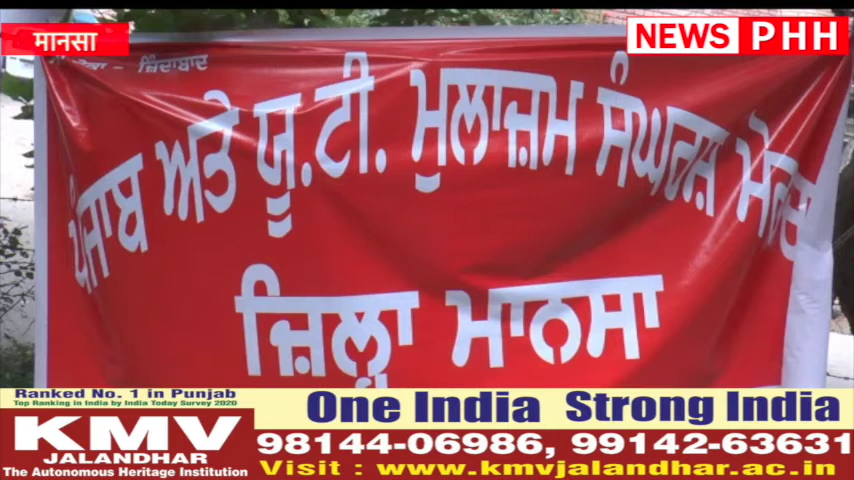 मानसा
NEWS PHH
ਜ਼ਿੰਦਾਬਾਦ
ਪੰਜਾਬ ਅਤੇ ਯੂ.ਟੀ. ਮੁਲਾਜ਼ਮ ਸੰਘਰਸ਼ ਮੋਰਚਾ
ਜ਼ਿਲ੍ਹਾ ਮਾਨਸਾ
Ranked No. 1 in Punjab
Top Ranking in India by India Today Survey 2020
KMV
JALANDHAR
The Autonomous Heritage Institution
One India Strong India
98144-06986, 99142-63631
Visit : www.kmvjalandhar.ac.in